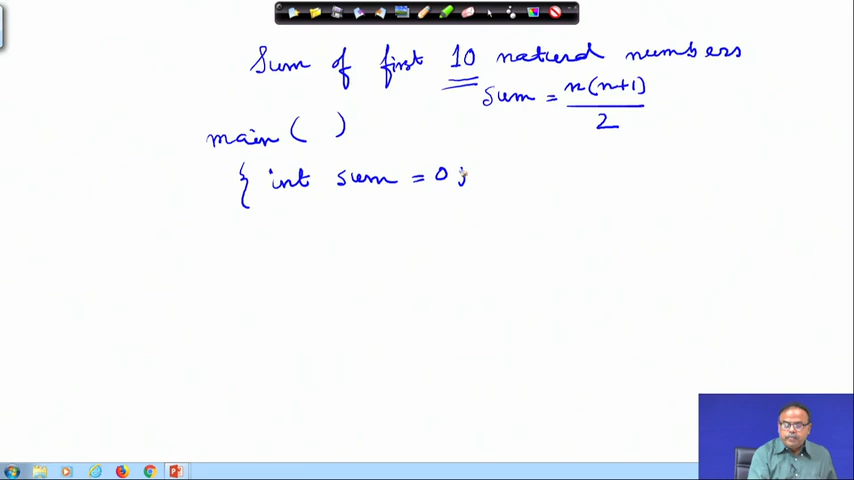 Sum of first 10 natural numbers
sum = n(n+1)
2
main ( )
{ int sum = 0 ;